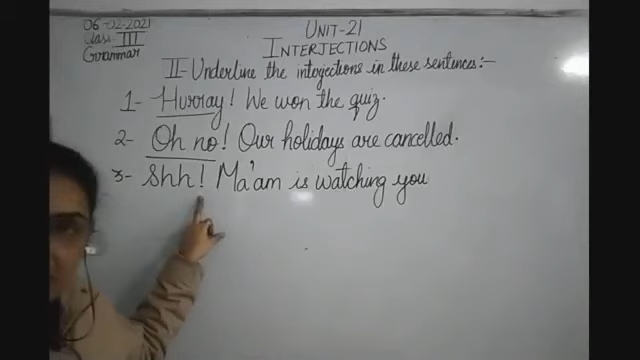 06-02-2021
Class-III
Grammar
UNIT-21
INTERJECTIONS
II- Underline the interjections in these sentences:-
1- Hurray! We won the quiz.
2- Oh no! Our holidays are cancelled.
3- Shh! Ma'am is watching you